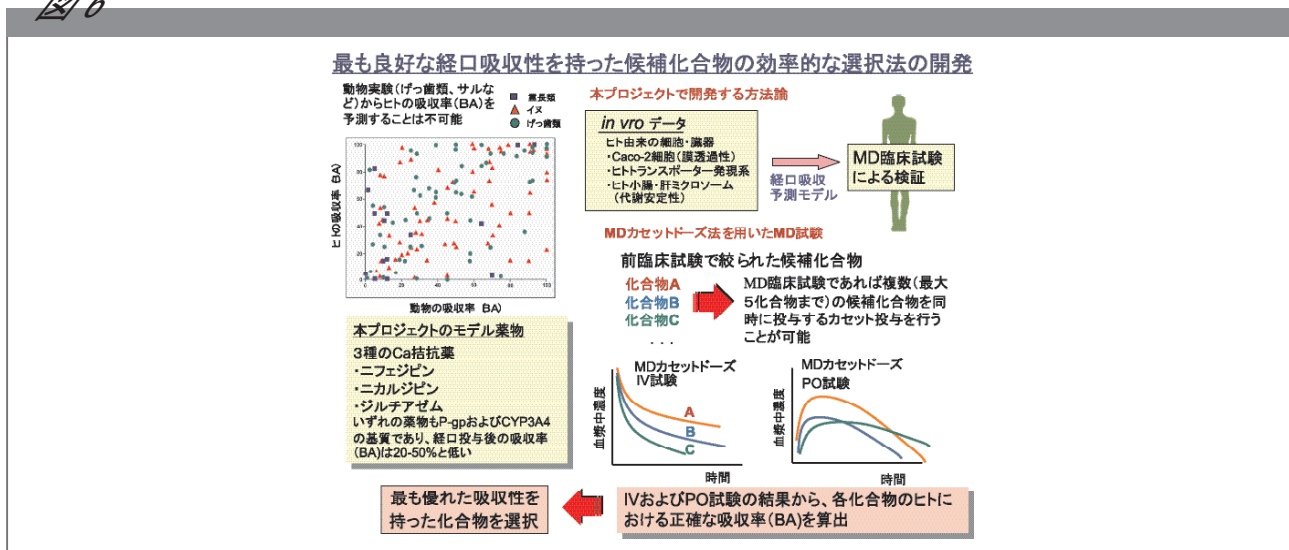 図6
最も良好な経口吸収性を持った候補化合物の効率的な選択法の開発
動物実験(げっ歯類、サルな
ど)からヒトの吸収率(BA)を
予測することは不可能
霊長類
イヌ
げっ歯類
ヒトの吸収率 (BA)
100
80
60
40
20
0
0
20
40
60
80
100
動物の吸収率 BA)
本プロジェクトのモデル薬物
3種のCa拮抗薬
・ニフェジピン
・ニカルジピン
・ジルチアゼム
いずれの薬物もP-gpおよびCYP3A4
の基質であり、経口投与後の吸収率
(BA)は20-50%と低い
本プロジェクトで開発する方法論
in vro データ
ヒト由来の細胞・臓器
・Caco-2細胞(膜透過性)
・ヒトトランスポーター発現系
・ヒト小腸・肝ミクロソーム
(代謝安定性)
経口吸収
予測モデル
MD臨床試験
による検証
MDカセットドーズ法を用いたMD試験
前臨床試験で絞られた候補化合物
化合物A
化合物B
化合物C
・・・
MD臨床試験であれば複数(最大
5化合物まで)の候補化合物を同
時に投与するカセット投与を行う
ことが可能
MDカセットドーズ
IV試験
血漿中濃度
A
B
C
時間
MDカセットドーズ
PO試験
血漿中濃度
時間
IVおよびPO試験の結果から、各化合物のヒトに
おける正確な吸収率(BA)を算出
最も優れた吸収性を
持った化合物を選択